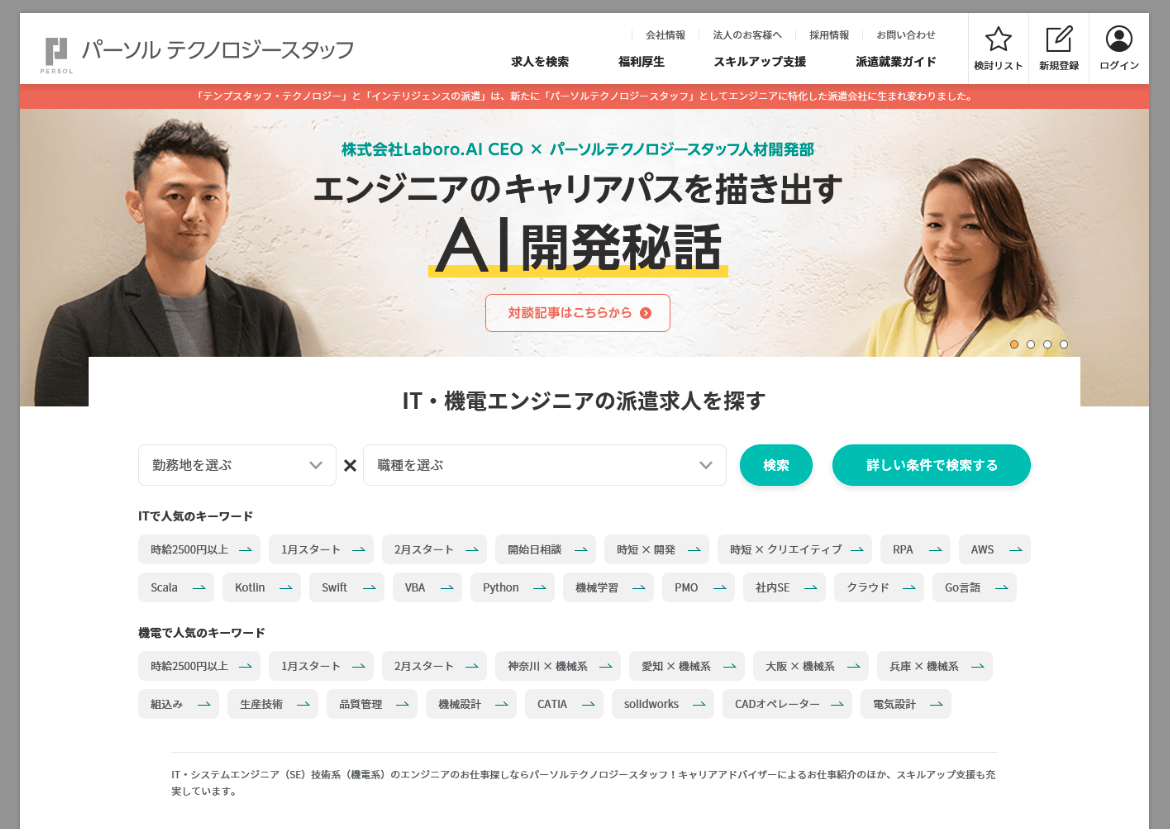 会社情報
法人のお客様へ
採用情報
お問い合わせ
パーソル テクノロジースタッフ
PERSOL
求人を検索
福利厚生
スキルアップ支援
派遣就業ガイド
検討リスト
新規登録
ログイン
「テンプスタッフ・テクノロジー」と「インテリジェンスの派遣」は、新たに「パーソルテクノロジースタッフ」としてエンジニアに特化した派遣会社に生まれ変わりました。
株式会社Laboro.AI CEO × パーソルテクノロジースタッフ人材開発部
エンジニアのキャリアパスを描き出す
AI開発秘話
対談記事はこちらから
IT・機電エンジニアの派遣求人を探す
勤務地を選ぶ
×
職種を選ぶ
検索
詳しい条件で検索する
ITで人気のキーワード
時給2500円以上
1月スタート
2月スタート
開始日相談
時短 × 開発
時短 × クリエイティブ
RPA
AWS
Scala
Kotlin
Swift
VBA
Python
機械学習
PMO
社内SE
クラウド
Go言語
機電で人気のキーワード
時給2500円以上
1月スタート
2月スタート
神奈川 × 機械系
愛知 × 機械系
大阪 × 機械系
兵庫 × 機械系
組込み
生産技術
品質管理
機械設計
CATIA
solidworks
CADオペレーター
電気設計
IT・システムエンジニア（SE）技術系（機電系）のエンジニアのお仕事探しならパーソルテクノロジースタッフ！キャリアアドバイザーによるお仕事紹介のほか、スキルアップ支援も充
実しています。